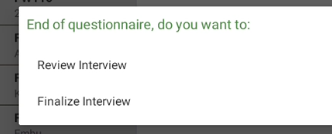 End of questionnaire, do you want to:
Review Interview
Finalize Interview